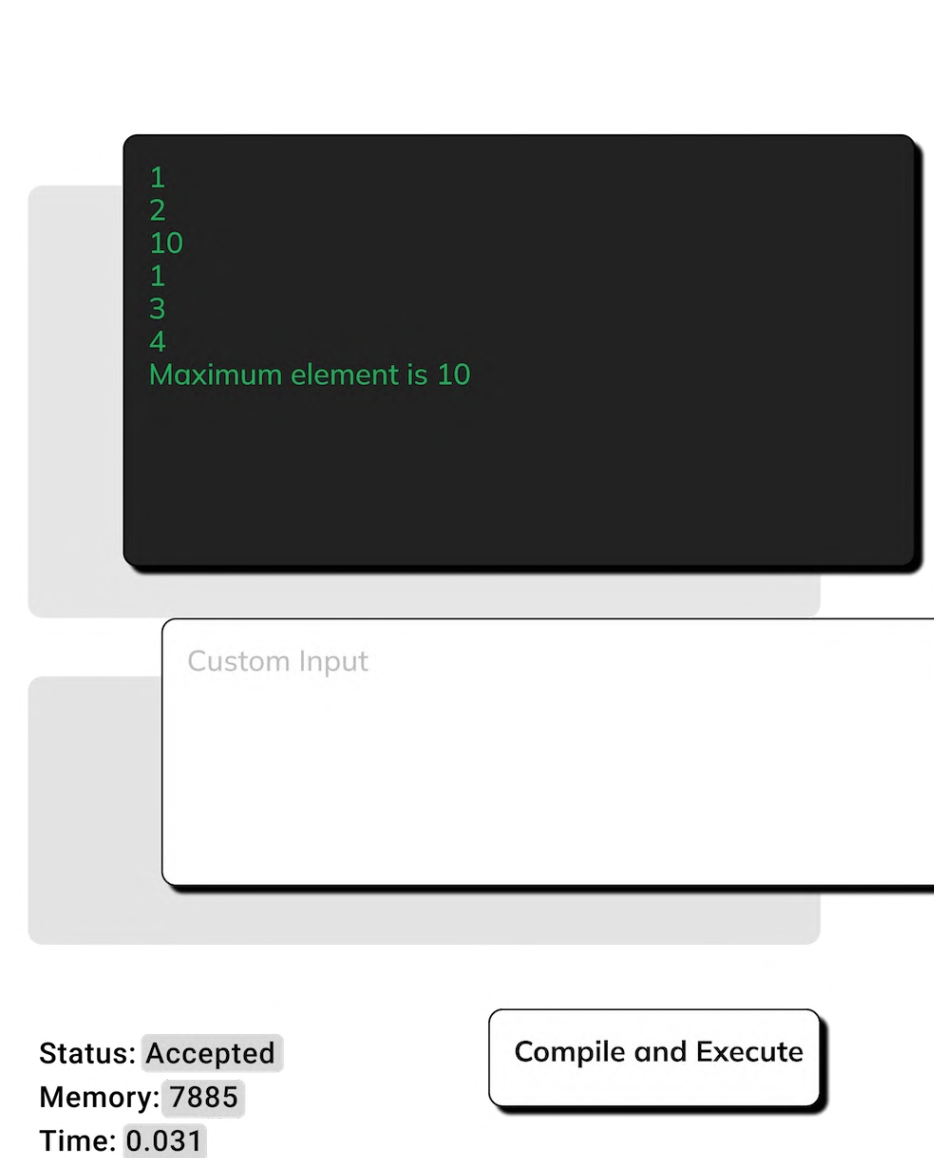 1
2
10
1
3
4
Maximum element is 10
Custom Input
Compile and Execute
Status: Accepted
Memory: 7885
Time: 0.031